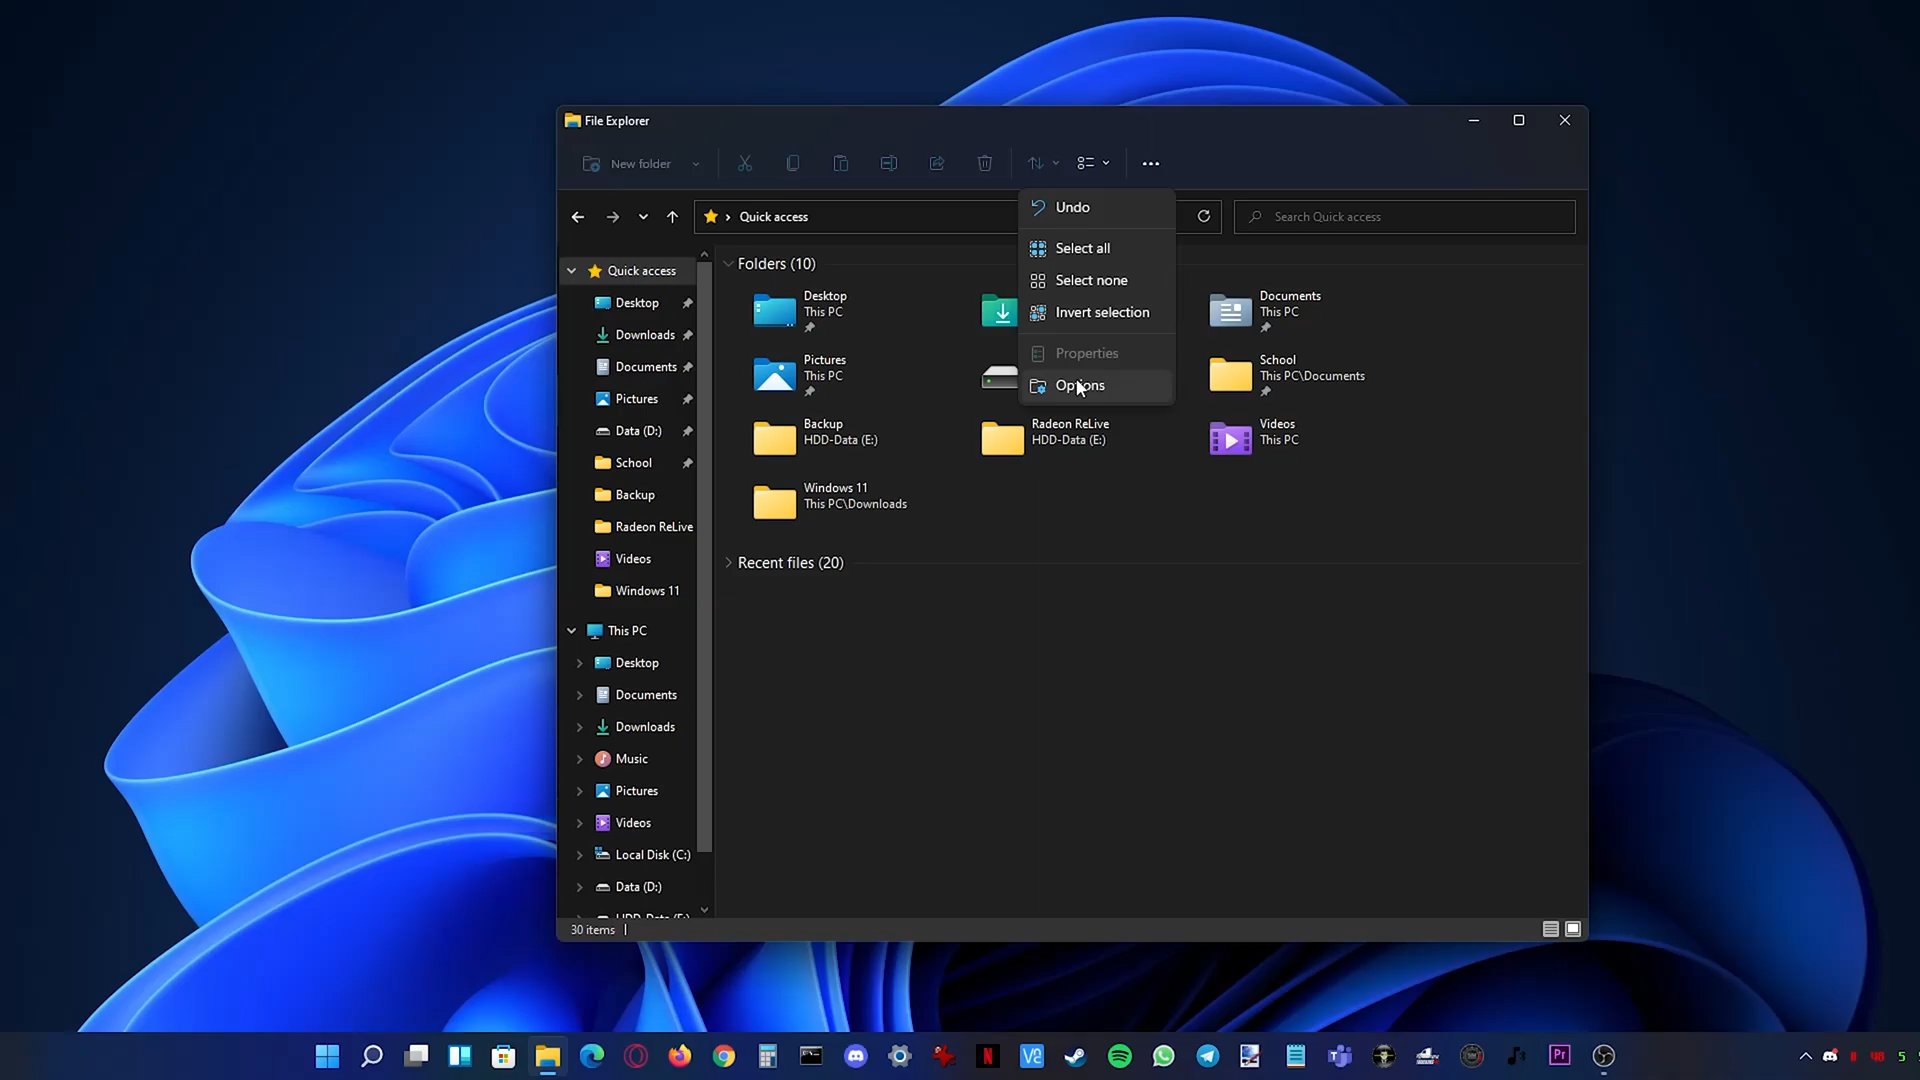 File Explorer
New folder
Quick access
Search Quick access
Undo
Select all
Select none
Invert selection
Properties
Options
Quick access
Desktop
Downloads
Documents
Pictures
Data (D:)
School
Backup
Radeon ReLive
Videos
Windows 11
This PC
Desktop
Documents
Downloads
Music
Pictures
Videos
Local Disk (C:)
Data (D:)
Folders (10)
Desktop
This PC
Documents
This PC
Pictures
This PC
School
This PC\Documents
Backup
HDD-Data (E:)
Radeon ReLive
HDD-Data (E:)
Videos
This PC
Windows 11
This PC\Downloads
Recent files (20)
30 items
N
Pr
48
5